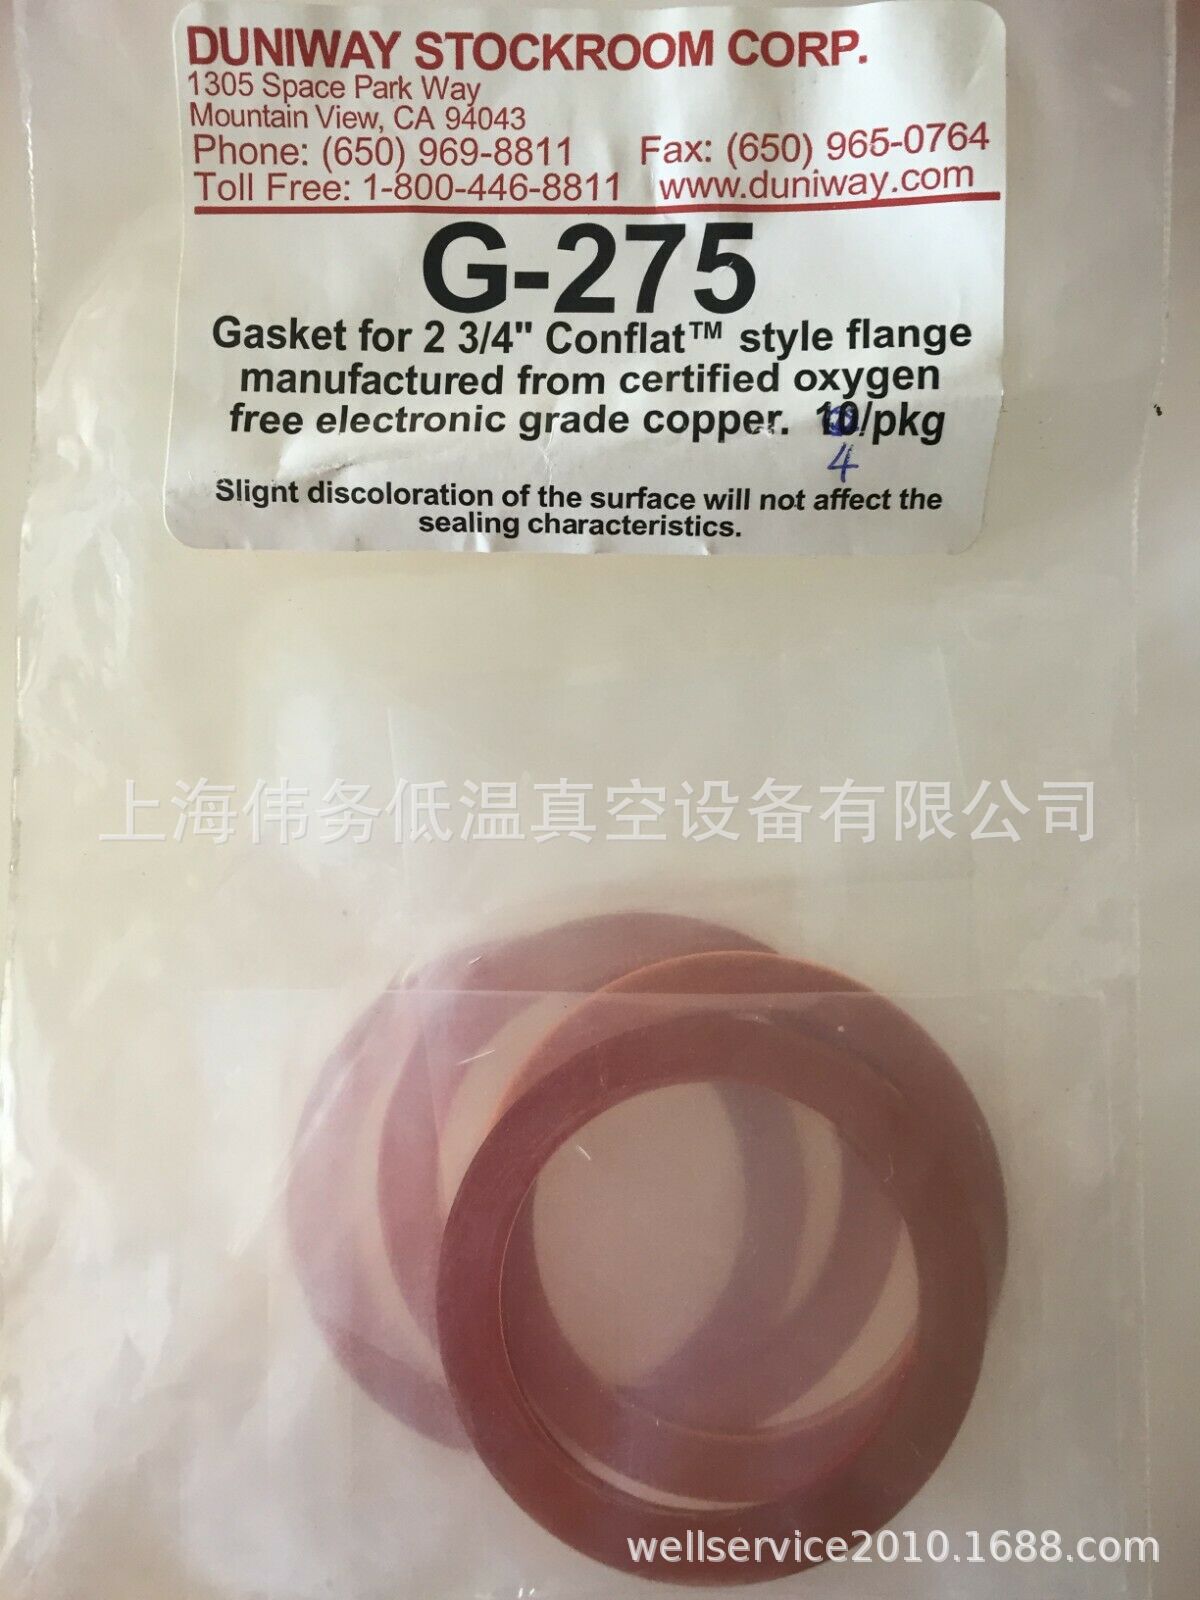 DUNIWAY STOCKROOM CORP.
1305 Space Park Way
Mountain View, CA 94043
Phone: (650) 969-8811 Fax: (650) 965-0764
Toll Free: 1-800-446-8811 www.duniway.com
G-275
Gasket for 2 3/4" Conflat™ style flange
manufactured from certified oxygen
free electronic grade copper. 10/pkg
4
Slignt discoloration of the surface will not affect the
sealing characteristics.
上海伟务低温真空设备有限公司
wellservice2010.1688.com